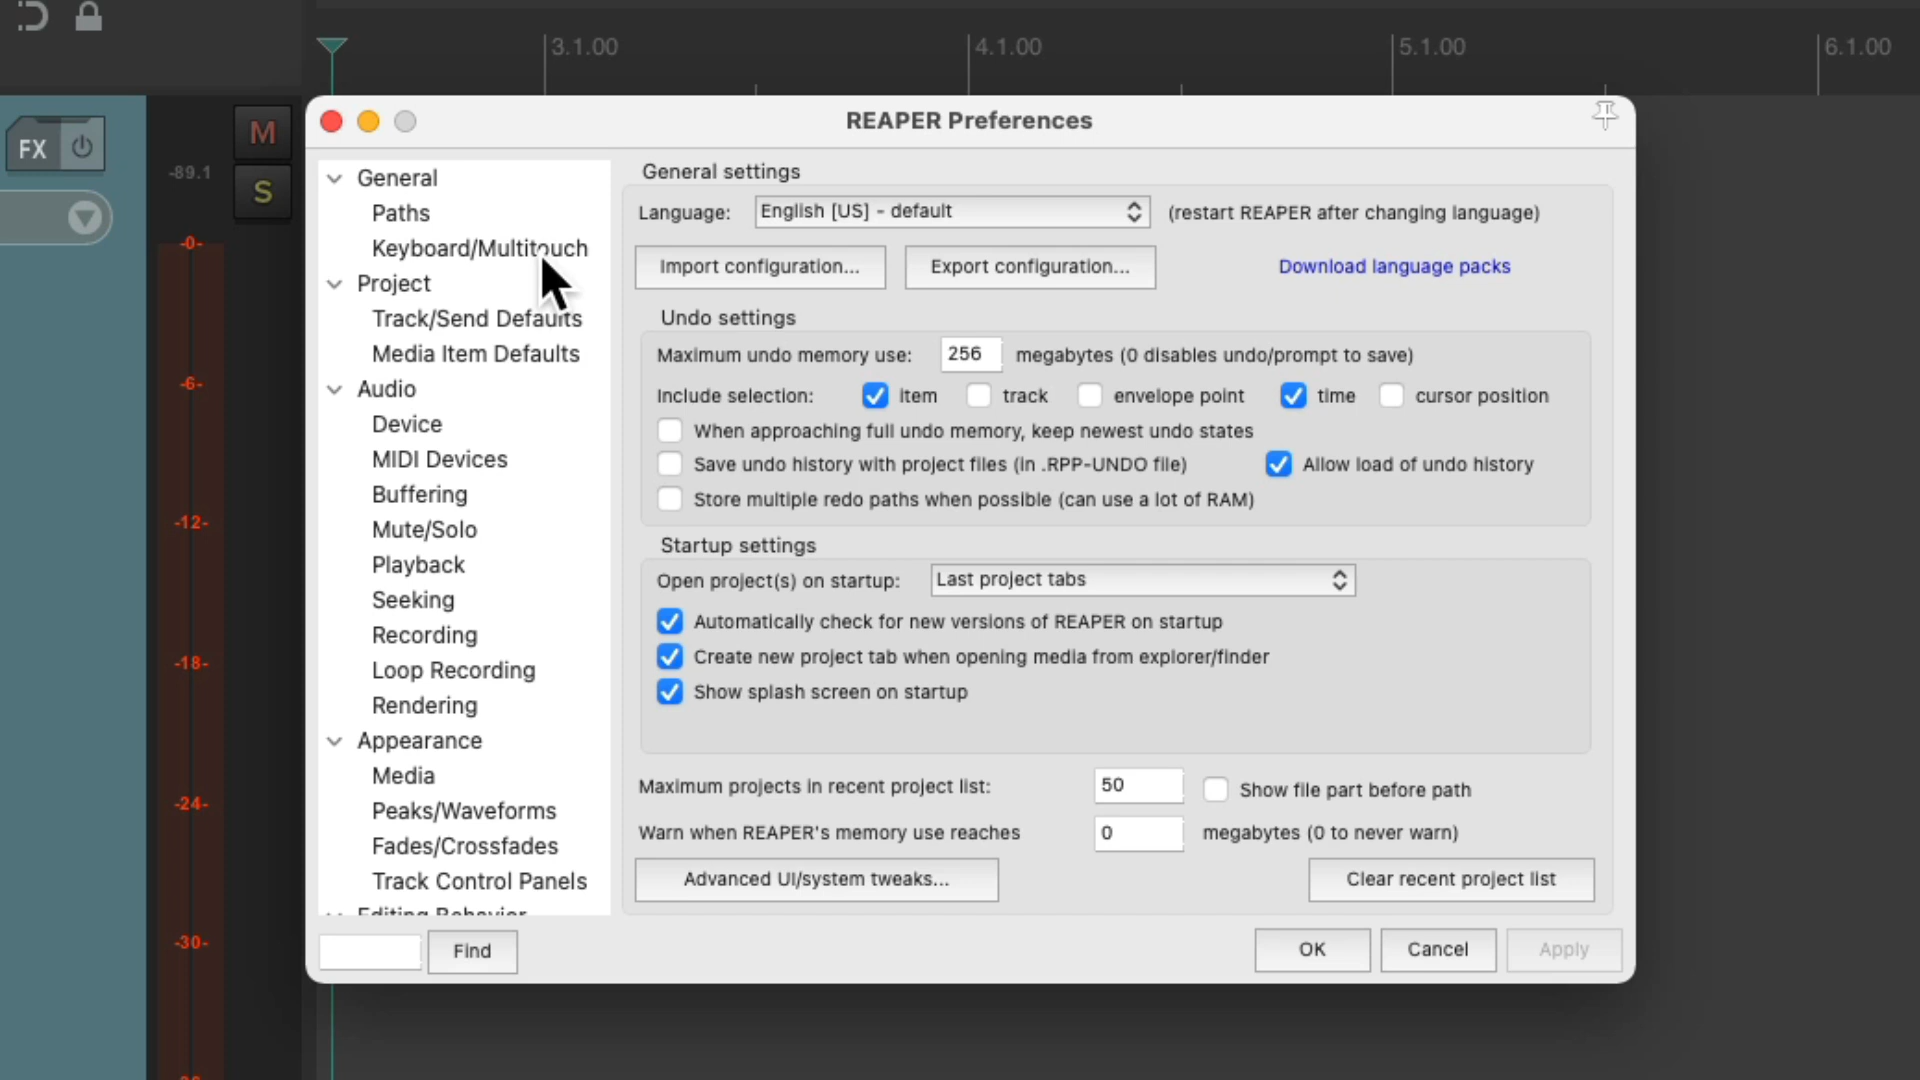 3.1.00
4.1.00
5.1.00
6.1.00
REAPER Preferences
FX
-89.1
M
S
-0-
-6-
-12-
-18-
-24-
-30-
General
Paths
Keyboard/Multitouch
Project
Track/Send Defaults
Media Item Defaults
Audio
Device
MIDI Devices
Buffering
Mute/Solo
Playback
Seeking
Recording
Loop Recording
Rendering
Appearance
Media
Peaks/Waveforms
Fades/Crossfades
Track Control Panels
Editing Behavior
Find
General settings
Language: English [US] - default (restart REAPER after changing language)
Import configuration... Export configuration... Download language packs
Undo settings
Maximum undo memory use: 256 megabytes (0 disables undo/prompt to save)
Include selection: item track envelope point time cursor position
When approaching full undo memory, keep newest undo states
Save undo history with project files (in .RPP-UNDO file) Allow load of undo history
Store multiple redo paths when possible (can use a lot of RAM)
Startup settings
Open project(s) on startup: Last project tabs
Automatically check for new versions of REAPER on startup
Create new project tab when opening media from explorer/finder
Show splash screen on startup
Maximum projects in recent project list: 50 Show file part before path
Warn when REAPER's memory use reaches 0 megabytes (0 to never warn)
Advanced UI/system tweaks... Clear recent project list
OK Cancel Apply